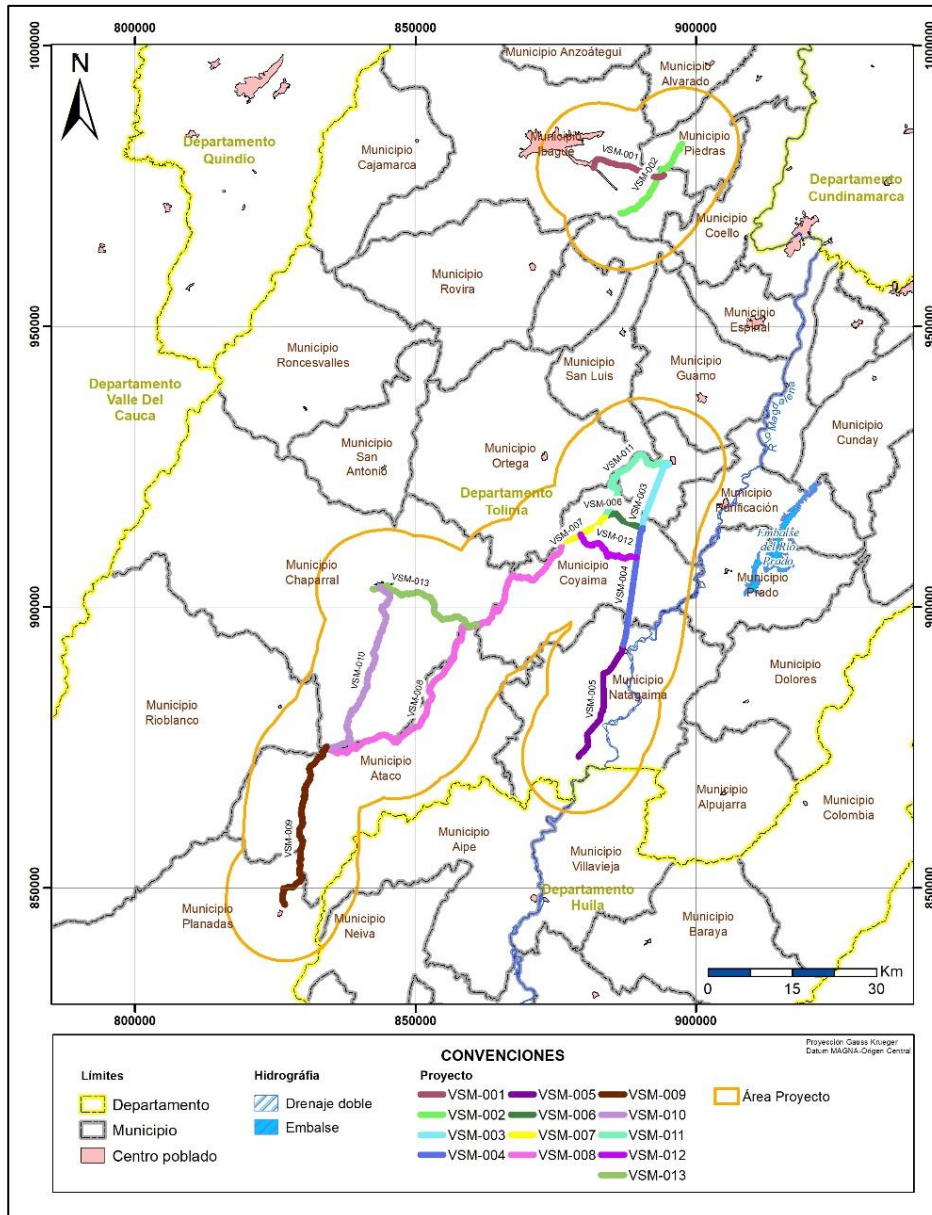 800000
850000
900000
1000000
1000000
N
Municipio Anzoátegui
Municipio
Alvarado
Departamento
Quindio
Municipio
Cajamarca
Municipio
Ibagué
VSM-001
VSM-002
Municipio
Piedras
Departamento
Cundinamarca
Municipio
Coello
Municipio
Rovira
950000
950000
Municipio
Espinal
Municipio
Roncesvalles
Municipio
San Luis
Municipio
Guamo
Departamento
Valle Del
Cauca
Río Magdalena
Municipio
Cunday
Municipio
San
Antonio
Municipio
Ortega
VSM-011
VSM-003
Departamento
Tolima
VSM-006
Municipio
Purificación
VSM-007
VSM-012
Embalse
del Río
Prado
Municipio
Chaparral
VSM-013
Municipio
Coyaima
VSM-004
Municipio
Prado
900000
900000
VSM-010
VSM-008
Municipio
Natagaima
Municipio
Dolores
Municipio
Rioblanco
VSM-005
Municipio
Ataco
Municipio
Alpujarra
Municipio
Colombia
VSM-009
Municipio
Aipe
Municipio
Villavieja
850000
850000
Departamento
Huila
Municipio
Planadas
Municipio
Neiva
Municipio
Baraya
Km
0 15 30
800000
850000
900000
Proyección Gauss Krueger
Datum MAGNA-Origen Central
CONVENCIONES
Límites
Departamento
Municipio
Centro poblado
Hidrográfia
Drenaje doble
Embalse
Proyecto
VSM-001
VSM-002
VSM-003
VSM-004
VSM-005
VSM-006
VSM-007
VSM-008
VSM-009
VSM-010
VSM-011
VSM-012
VSM-013
Área Proyecto